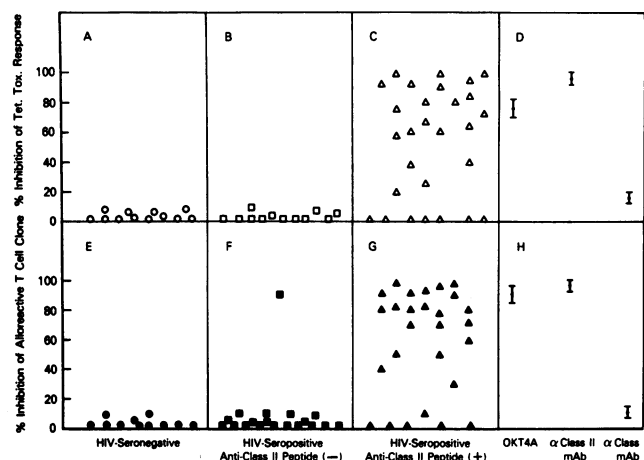 % Inhibition of Tet. Tox. Response
A
B
C
D
100
80
60
40
20
0
% Inhibition of Alloreactive T Cell Clone
E
F
G
H
100
80
60
40
20
0
HIV-Seronegative
HIV-Seropositive
Anti-Class II Peptide (—)
HIV-Seropositive
Anti-Class II Peptide (+)
OKT4A
α Class II
mAb
α Class
mAb